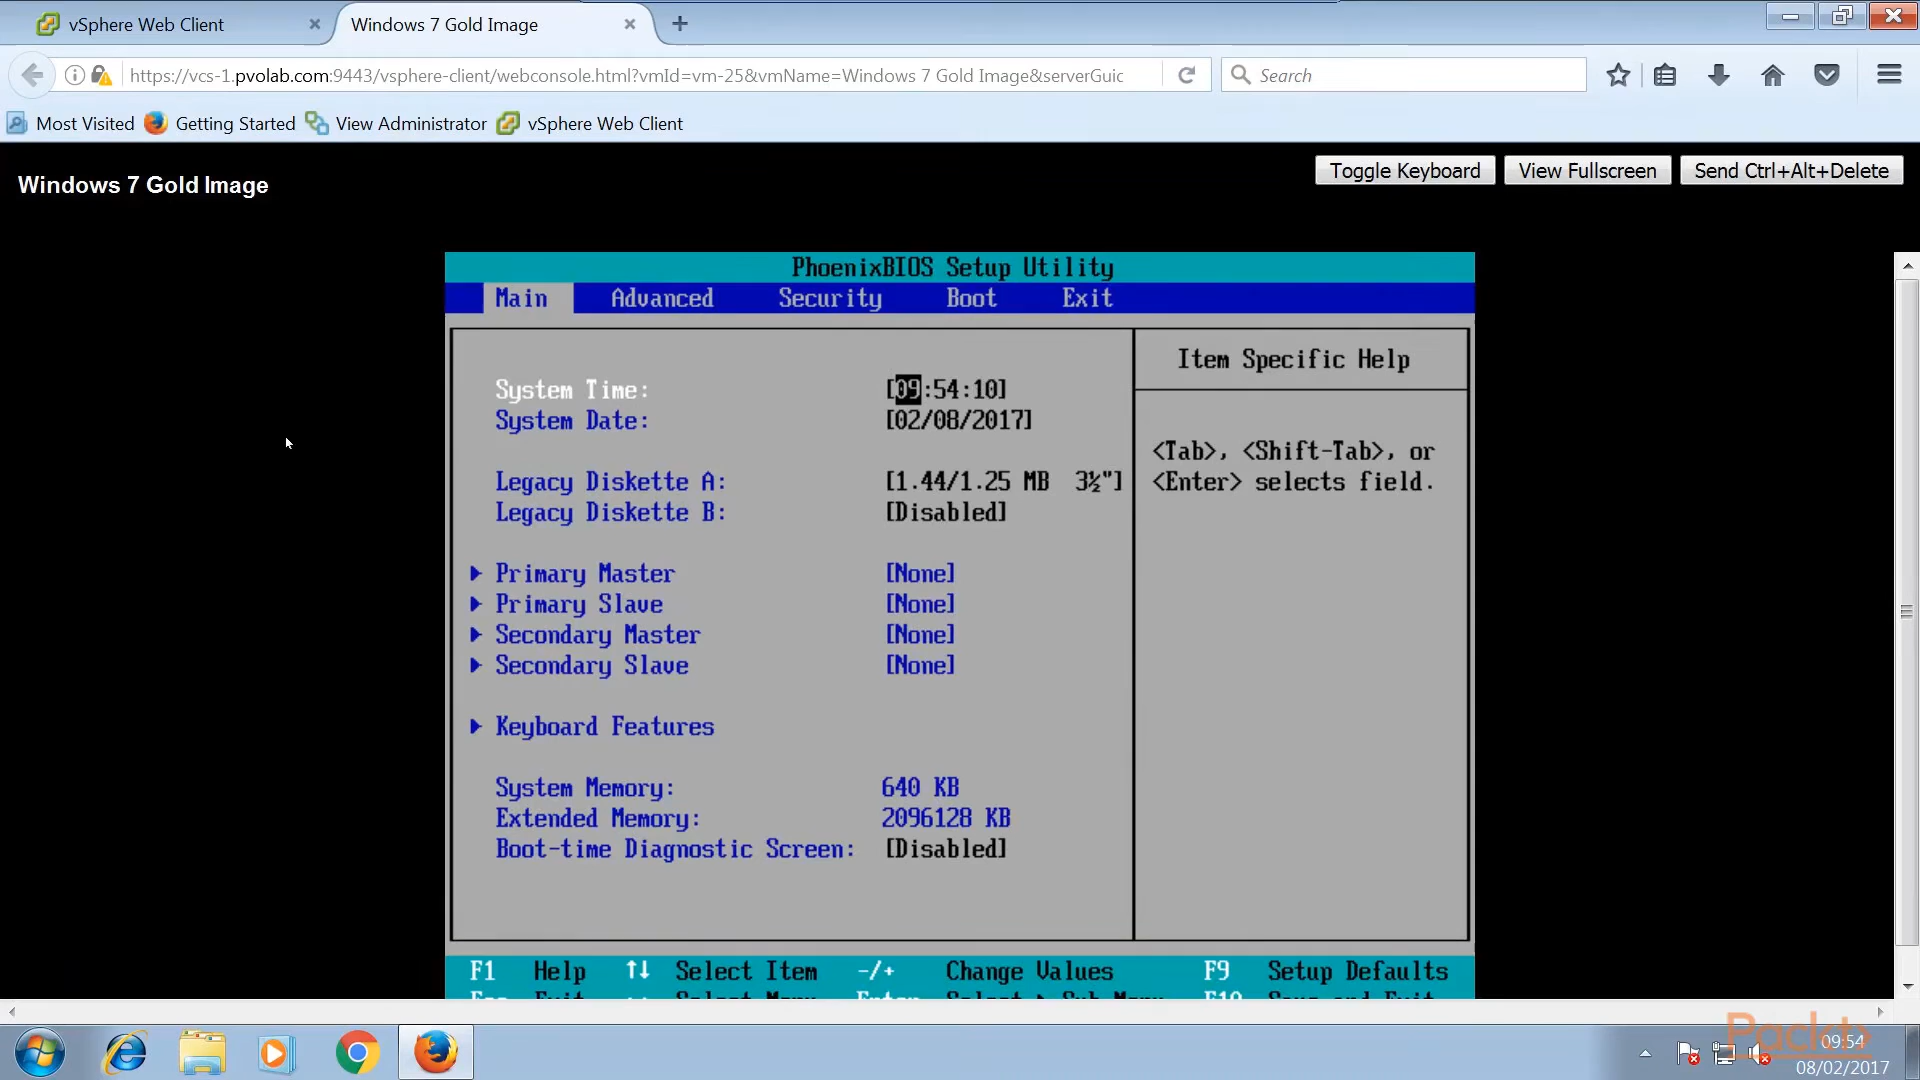 vSphere Web Client
Windows 7 Gold Image
https://vcs-1.pvolab.com:9443/vsphere-client/webconsole.html?vmId=vm-25&vmName=Windows 7 Gold Image&serverGuic
Search
Most Visited Getting Started View Administrator vSphere Web Client
Windows 7 Gold Image
Toggle Keyboard View Fullscreen Send Ctrl+Alt+Delete
PhoenixBIOS Setup Utility
Main Advanced Security Boot Exit
Item Specific Help
System Time: [09:54:10]
System Date: [02/08/2017]
<Tab>, <Shift-Tab>, or
<Enter> selects field.
Legacy Diskette A: [1.44/1.25 MB 3½"]
Legacy Diskette B: [Disabled]
Primary Master [None]
Primary Slave [None]
Secondary Master [None]
Secondary Slave [None]
Keyboard Features
System Memory: 640 KB
Extended Memory: 2096128 KB
Boot-time Diagnostic Screen: [Disabled]
F1 Help ↑↓ Select Item -/+ Change Values F9 Setup Defaults
Packt>
09:54
08/02/2017